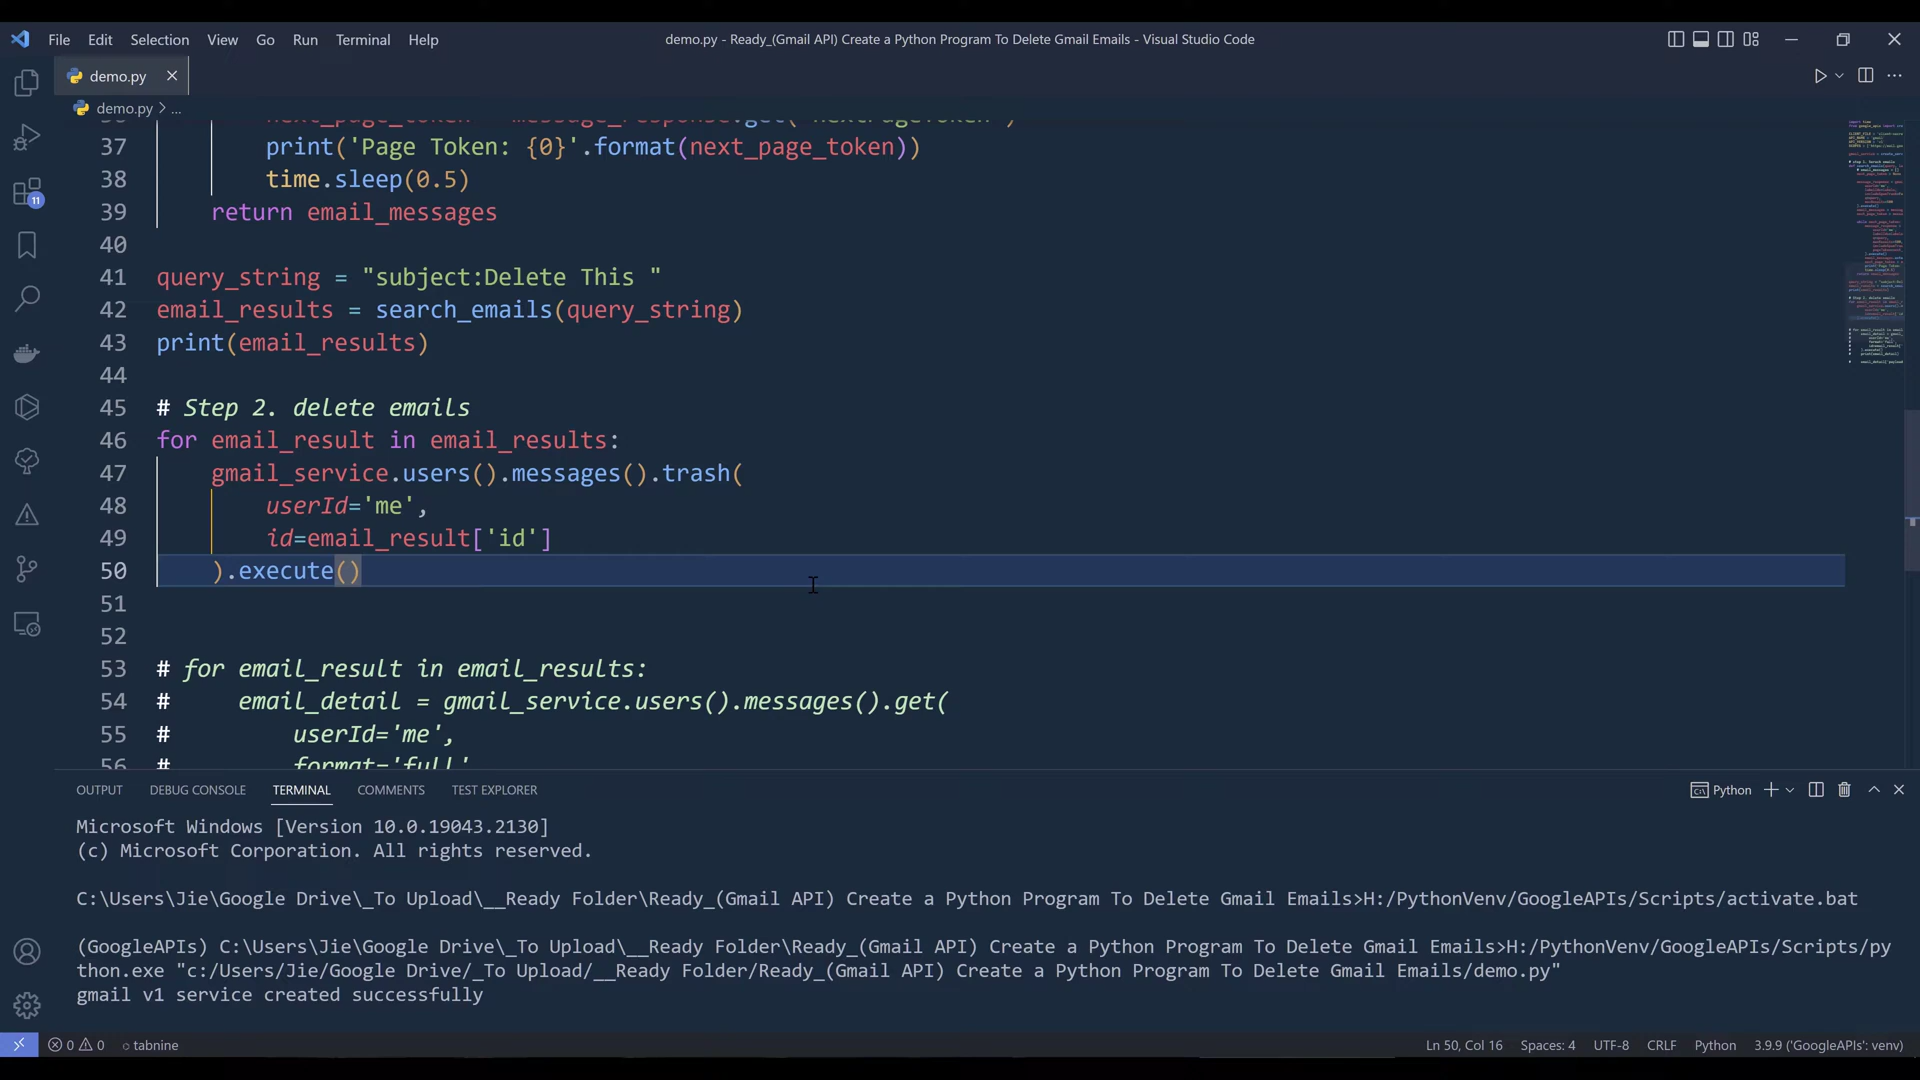 File Edit Selection View Go Run Terminal Help
demo.py - Ready_(Gmail API) Create a Python Program To Delete Gmail Emails - Visual Studio Code
demo.py
demo.py > ...
next_page_token = message_response.get('nextPageToken')
37 print('Page Token: {0}'.format(next_page_token))
38 time.sleep(0.5)
39 return email_messages
40
41 query_string = "subject:Delete This "
42 email_results = search_emails(query_string)
43 print(email_results)
44
45 # Step 2. delete emails
46 for email_result in email_results:
47 gmail_service.users().messages().trash(
48 userId='me',
49 id=email_result['id']
50 ).execute()
51
52
53 # for email_result in email_results:
54 # email_detail = gmail_service.users().messages().get(
55 # userId='me',
56 # format='full'
11
OUTPUT DEBUG CONSOLE TERMINAL COMMENTS TEST EXPLORER
Python
Microsoft Windows [Version 10.0.19043.2130]
(c) Microsoft Corporation. All rights reserved.
C:\Users\Jie\Google Drive\_To Upload\__Ready Folder\Ready_(Gmail API) Create a Python Program To Delete Gmail Emails>H:/PythonVenv/GoogleAPIs/Scripts/activate.bat
(GoogleAPIs) C:\Users\Jie\Google Drive\_To Upload\__Ready Folder\Ready_(Gmail API) Create a Python Program To Delete Gmail Emails>H:/PythonVenv/GoogleAPIs/Scripts/py
thon.exe "c:/Users/Jie/Google Drive/_To Upload/__Ready Folder/Ready_(Gmail API) Create a Python Program To Delete Gmail Emails/demo.py"
gmail v1 service created successfully
0 0 tabnine
Ln 50, Col 16 Spaces: 4 UTF-8 CRLF Python 3.9.9 ('GoogleAPIs': venv)